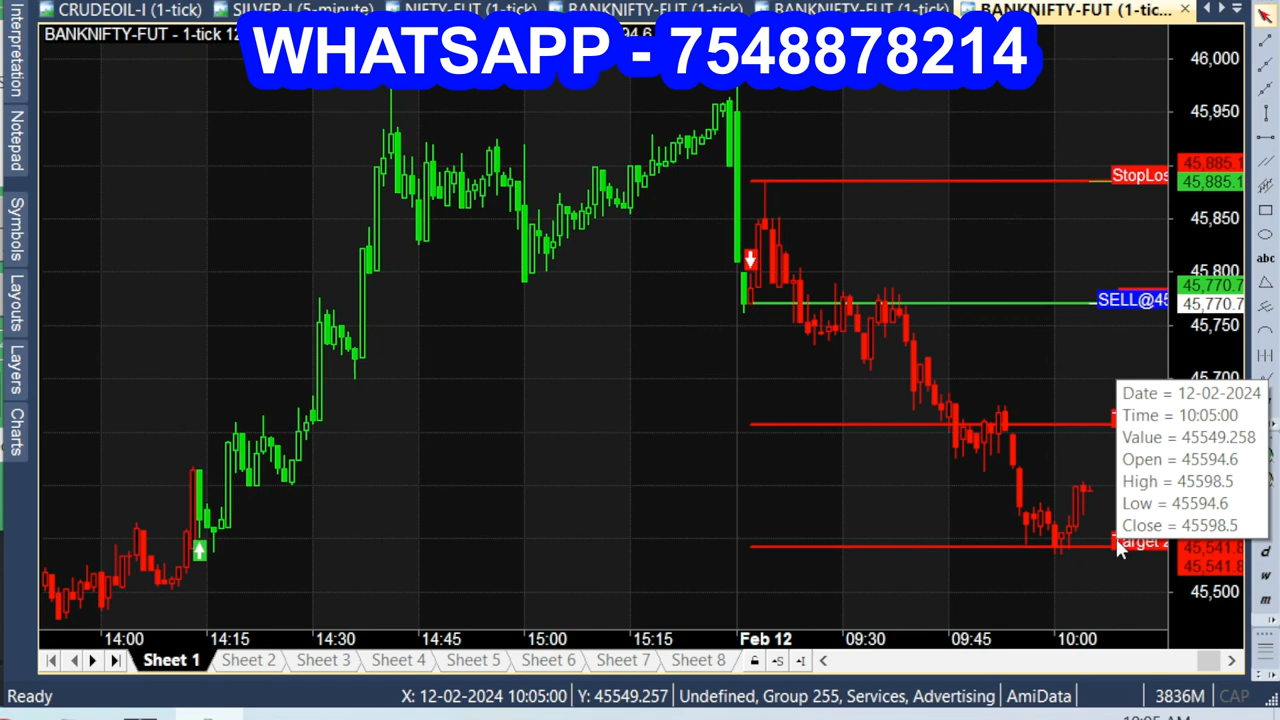 CRUDEOIL-I (1-tick) SILVER-I (5-minute) NIFTY-FUT (1-tick) BANKNIFTY-FUT (1-tick) BANKNIFTY-FUT (1-tick) BANKNIFTY-FUT (1-tic...
BANKNIFTY-FUT - 1-tick
WHATSAPP - 7548878214
Interpretation
Notepad
Symbols
Layouts
Layers
Charts
46,000
45,950
45,885.1
StopLos
45,885.1
45,850
45,800
45,770.7
SELL@45
45,770.7
45,750
45,700
Date = 12-02-2024
Time = 10:05:00
Value = 45549.258
Open = 45594.6
High = 45598.5
Low = 45594.6
Close = 45598.5
45,541.8
45,541.8
45,500
abc
d
w
m
14:00 14:15 14:30 14:45 15:00 15:15 Feb 12 09:30 09:45 10:00
Sheet 1 Sheet 2 Sheet 3 Sheet 4 Sheet 5 Sheet 6 Sheet 7 Sheet 8
Ready X: 12-02-2024 10:05:00 Y: 45549.257 Undefined, Group 255, Services, Advertising AmiData 3836M CAP